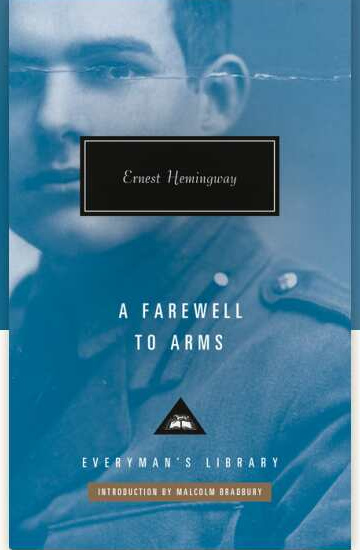 Ernest Hemingway
A FAREWELL
TO ARMS
EVERYMAN'S LIBRARY
INTRODUCTION BY MALCOLM BRADBURY